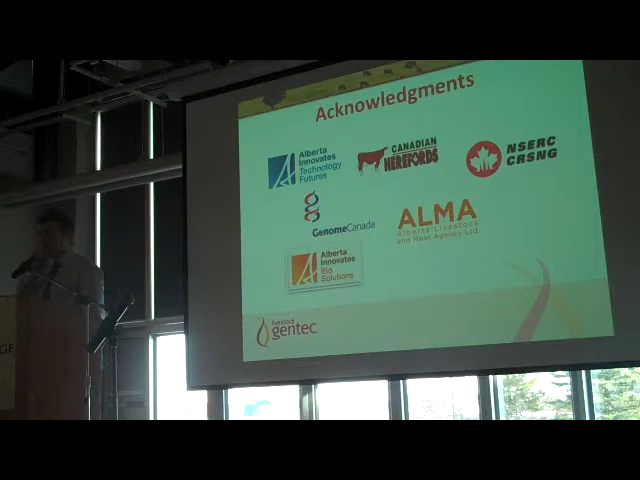 Acknowledgments
Alberta
Innovates
Technology
Futures
CANADIAN
HEREFORDS
NSERC
CRSNG
GenomeCanada
ALMA
Alberta Livestock
and Meat Agency Ltd.
Alberta
Innovates
Bio
Solutions
livestock
gentec
GE